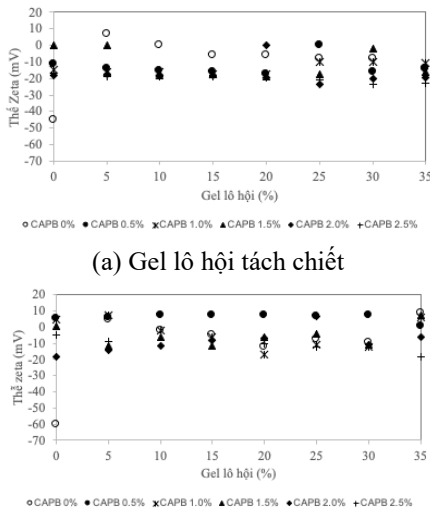 20
10
0
-10
-20
-30
-40
-50
-60
-70
Thế Zeta (mV)
0 5 10 15 20 25 30 35
Gel lô hội (%)
CAPB 0% CAPB 0.5% CAPB 1.0% CAPB 1.5% CAPB 2.0% CAPB 2.5%
(a) Gel lô hội tách chiết
20
10
0
-10
-20
-30
-40
-50
-60
-70
Thế zeta (mV)
0 5 10 15 20 25 30 35
Gel lô hội (%)
CAPB 0% CAPB 0.5% CAPB 1.0% CAPB 1.5% CAPB 2.0% CAPB 2.5%